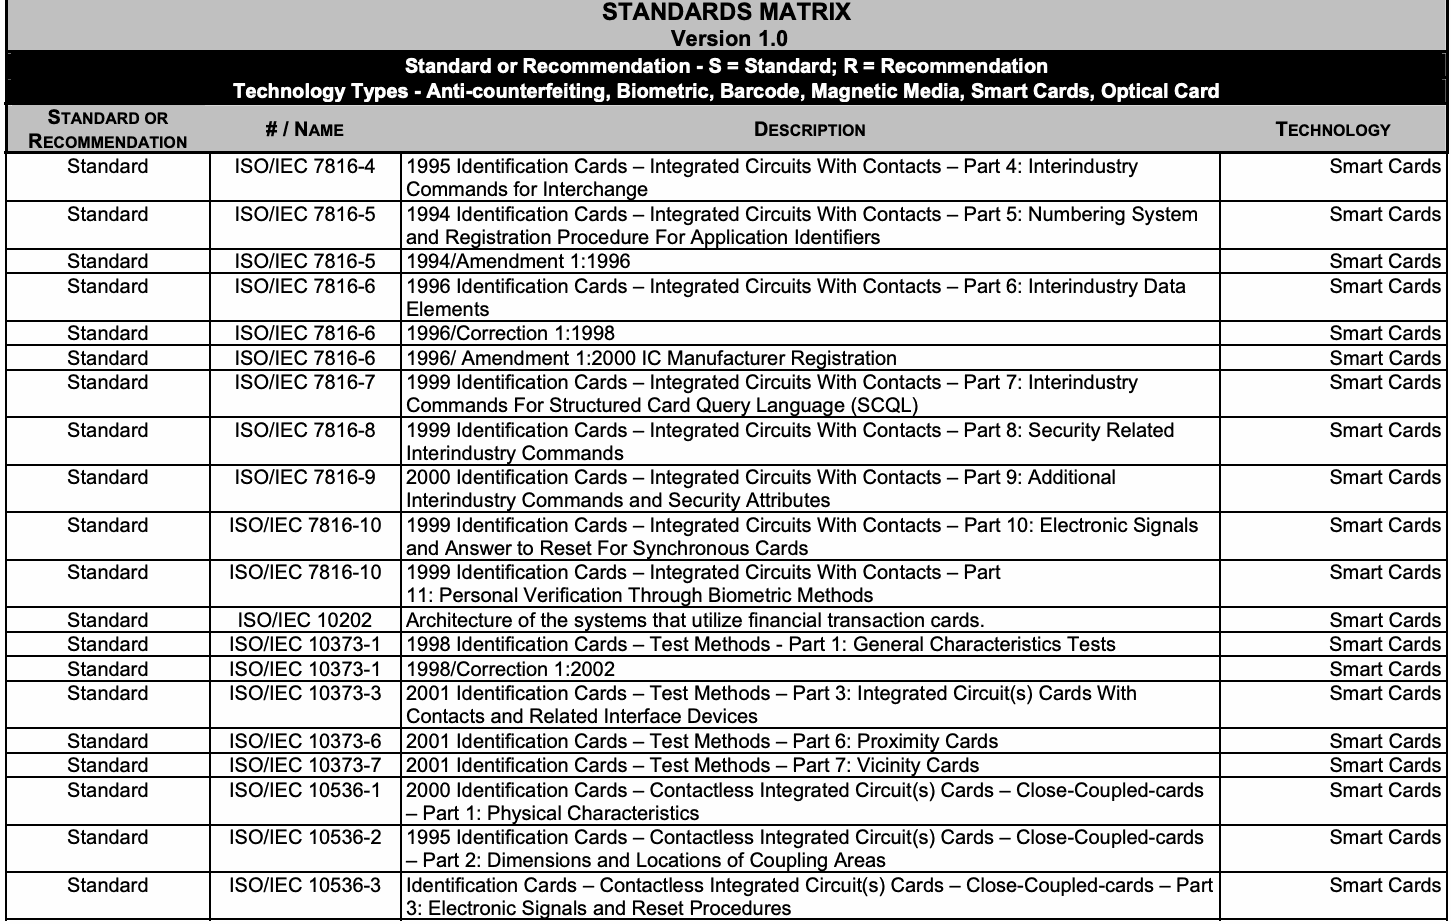 STANDARDS MATRIX
Version 1.0
Standard or Recommendation - S = Standard; R = Recommendation
Technology Types - Anti-counterfeiting, Biometric, Barcode, Magnetic Media, Smart Cards, Optical Card
STANDARD OR
RECOMMENDATION # / NAME DESCRIPTION TECHNOLOGY
Standard ISO/IEC 7816-4 1995 Identification Cards – Integrated Circuits With Contacts – Part 4: Interindustry Smart Cards
Commands for Interchange
Standard ISO/IEC 7816-5 1994 Identification Cards – Integrated Circuits With Contacts – Part 5: Numbering System Smart Cards
and Registration Procedure For Application Identifiers
Standard ISO/IEC 7816-5 1994/Amendment 1:1996 Smart Cards
Standard ISO/IEC 7816-6 1996 Identification Cards – Integrated Circuits With Contacts – Part 6: Interindustry Data Smart Cards
Elements
Standard ISO/IEC 7816-6 1996/Correction 1:1998 Smart Cards
Standard ISO/IEC 7816-6 1996/ Amendment 1:2000 IC Manufacturer Registration Smart Cards
Standard ISO/IEC 7816-7 1999 Identification Cards – Integrated Circuits With Contacts – Part 7: Interindustry Smart Cards
Commands For Structured Card Query Language (SCQL)
Standard ISO/IEC 7816-8 1999 Identification Cards – Integrated Circuits With Contacts – Part 8: Security Related Smart Cards
Interindustry Commands
Standard ISO/IEC 7816-9 2000 Identification Cards – Integrated Circuits With Contacts – Part 9: Additional Smart Cards
Interindustry Commands and Security Attributes
Standard ISO/IEC 7816-10 1999 Identification Cards – Integrated Circuits With Contacts – Part 10: Electronic Signals Smart Cards
and Answer to Reset For Synchronous Cards
Standard ISO/IEC 7816-10 1999 Identification Cards – Integrated Circuits With Contacts – Part Smart Cards
11: Personal Verification Through Biometric Methods
Standard ISO/IEC 10202 Architecture of the systems that utilize financial transaction cards. Smart Cards
Standard ISO/IEC 10373-1 1998 Identification Cards – Test Methods - Part 1: General Characteristics Tests Smart Cards
Standard ISO/IEC 10373-1 1998/Correction 1:2002 Smart Cards
Standard ISO/IEC 10373-3 2001 Identification Cards – Test Methods – Part 3: Integrated Circuit(s) Cards With Smart Cards
Contacts and Related Interface Devices
Standard ISO/IEC 10373-6 2001 Identification Cards – Test Methods – Part 6: Proximity Cards Smart Cards
Standard ISO/IEC 10373-7 2001 Identification Cards – Test Methods – Part 7: Vicinity Cards Smart Cards
Standard ISO/IEC 10536-1 2000 Identification Cards – Contactless Integrated Circuit(s) Cards – Close-Coupled-cards Smart Cards
– Part 1: Physical Characteristics
Standard ISO/IEC 10536-2 1995 Identification Cards – Contactless Integrated Circuit(s) Cards – Close-Coupled-cards Smart Cards
– Part 2: Dimensions and Locations of Coupling Areas
Standard ISO/IEC 10536-3 Identification Cards – Contactless Integrated Circuit(s) Cards – Close-Coupled-cards – Part Smart Cards
3: Electronic Signals and Reset Procedures